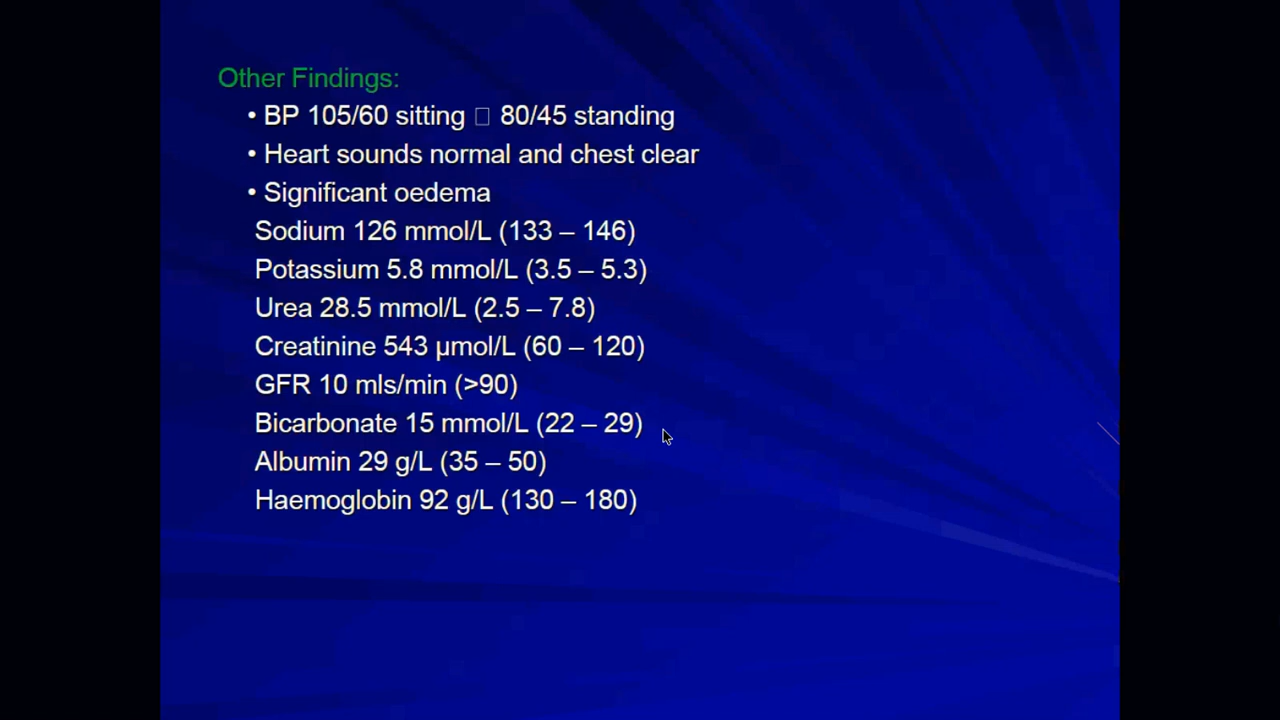 Other Findings:
• BP 105/60 sitting □ 80/45 standing
• Heart sounds normal and chest clear
• Significant oedema
Sodium 126 mmol/L (133 – 146)
Potassium 5.8 mmol/L (3.5 – 5.3)
Urea 28.5 mmol/L (2.5 – 7.8)
Creatinine 543 µmol/L (60 – 120)
GFR 10 mls/min (>90)
Bicarbonate 15 mmol/L (22 – 29)
Albumin 29 g/L (35 – 50)
Haemoglobin 92 g/L (130 – 180)